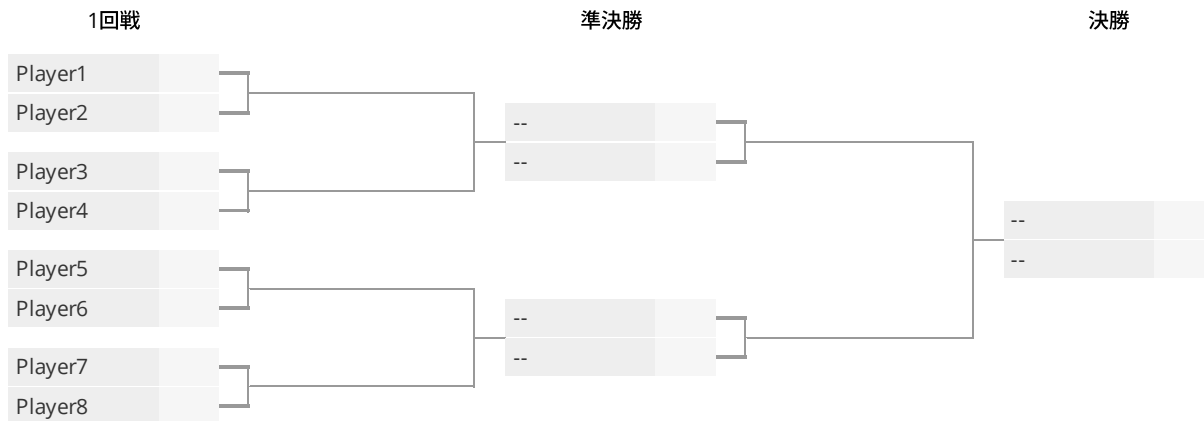 1回戦
準決勝
決勝
Player1
Player2
Player3
Player4
Player5
Player6
Player7
Player8
--
--
--
--
--
--